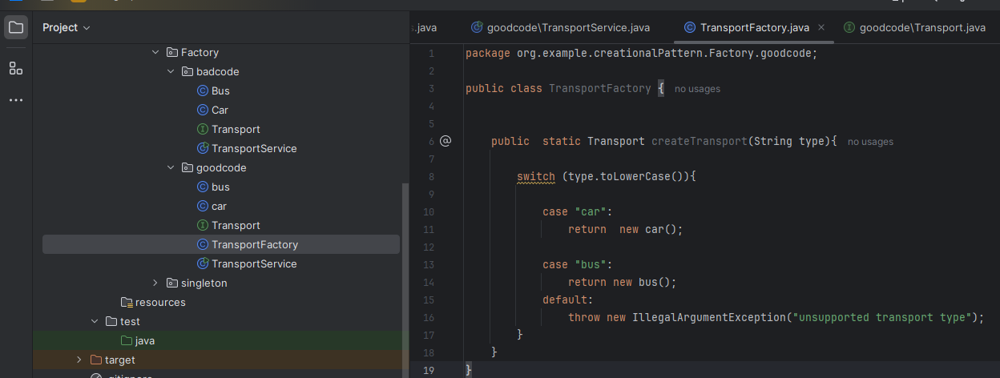 Project
Factory
badcode
Bus
Car
Transport
TransportService
goodcode
bus
car
Transport
TransportFactory
TransportService
singleton
resources
test
java
target
.gitignore
.java
goodcode\TransportService.java
TransportFactory.java
goodcode\Transport.java
1 package org.example.creationalPattern.Factory.goodcode;
2
3 public class TransportFactory { no usages
4
5
6 @ public  static Transport createTransport(String type){ no usages
7
8 switch (type.toLowerCase()){
9
10 case "car":
11 return  new car();
12
13 case "bus":
14 return new bus();
15 default:
16 throw new IllegalArgumentException("unsupported transport type");
17 }
18 }
19 }